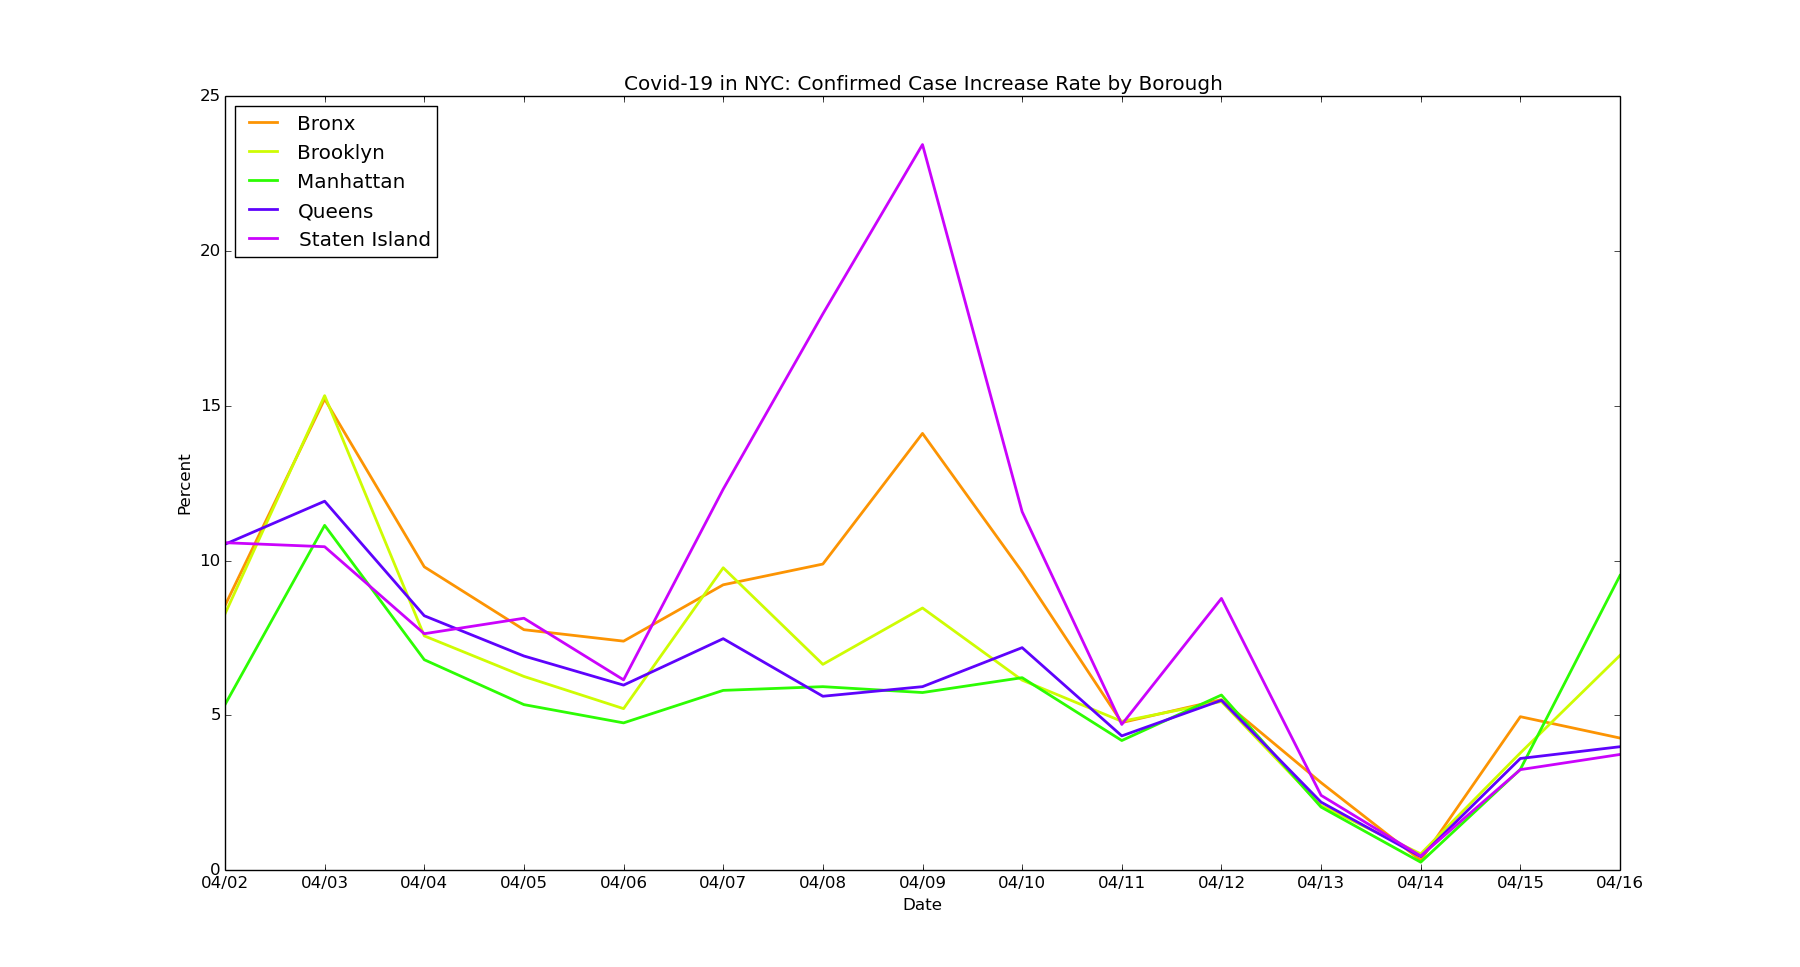 Covid-19 in NYC: Confirmed Case Increase Rate by Borough
25
20
15
10
5
0
Percent
Bronx
Brooklyn
Manhattan
Queens
Staten Island
04/02 04/03 04/04 04/05 04/06 04/07 04/08 04/09 04/10 04/11 04/12 04/13 04/14 04/15 04/16
Date